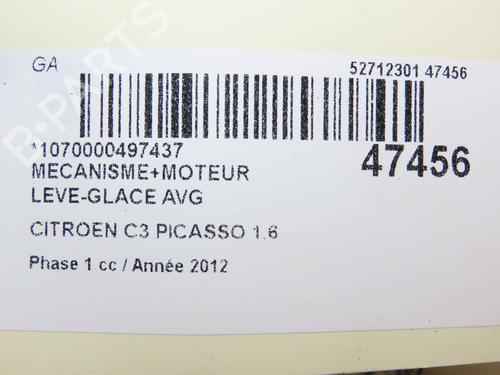 GA
52712301 47456
*1070000497437
47456
MECANISME+MOTEUR
LEVE-GLACE AVG
CITROEN C3 PICASSO 1.6
Phase 1 cc / Année 2012
B-PARTS